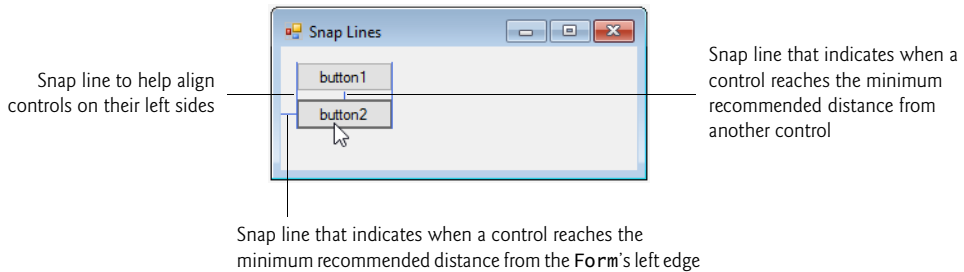 Snap Lines
Snap line to help align
controls on their left sides
button1
button2
Snap line that indicates when a
control reaches the minimum
recommended distance from
another control
Snap line that indicates when a control reaches the
minimum recommended distance from the Form's left edge